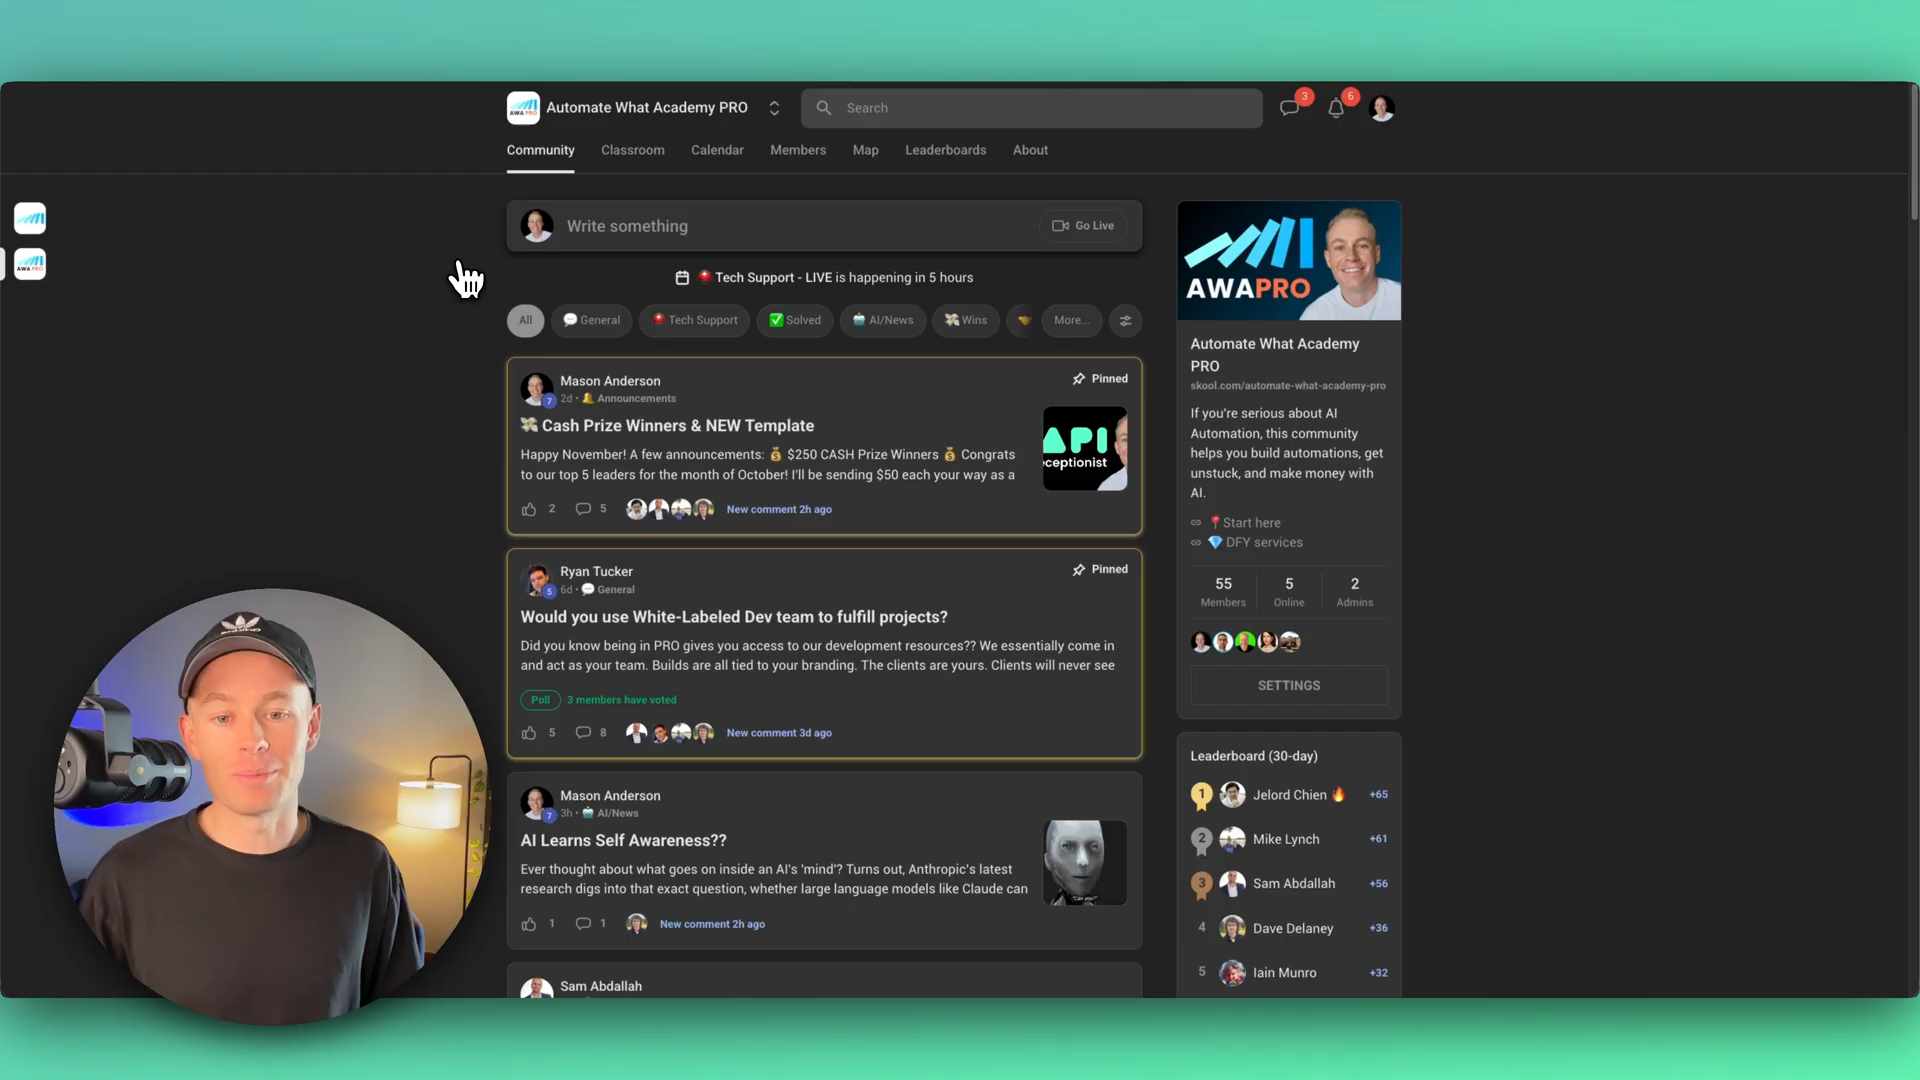 AWA PRO
Automate What Academy PRO
Search
3
6
Community
Classroom
Calendar
Members
Map
Leaderboards
About
AWA PRO
Write something
Go Live
Tech Support - LIVE is happening in 5 hours
All
General
Tech Support
Solved
AI/News
Wins
More...
Mason Anderson
7
2d · Announcements
Pinned
Cash Prize Winners & NEW Template
Happy November! A few announcements: 💰 $250 CASH Prize Winners 💰 Congrats
to our top 5 leaders for the month of October! I'll be sending $50 each your way as a
API
ceptionist
2
5
New comment 2h ago
Ryan Tucker
5
6d · General
Pinned
Would you use White-Labeled Dev team to fulfill projects?
Did you know being in PRO gives you access to our development resources?? We essentially come in
and act as your team. Builds are all tied to your branding. The clients are yours. Clients will never see
Poll
3 members have voted
5
8
New comment 3d ago
Mason Anderson
7
3h · AI/News
AI Learns Self Awareness??
Ever thought about what goes on inside an AI's 'mind'? Turns out, Anthropic's latest
research digs into that exact question, whether large language models like Claude can
"Can you?"
1
1
New comment 2h ago
Sam Abdallah
AWAPRO
Automate What Academy
PRO
skool.com/automate-what-academy-pro
If you're serious about AI
Automation, this community
helps you build automations, get
unstuck, and make money with
AI.
Start here
DFY services
55
Members
5
Online
2
Admins
SETTINGS
Leaderboard (30-day)
1
Jelord Chien 🔥
+65
2
Mike Lynch
+61
3
Sam Abdallah
+56
4
Dave Delaney
+36
5
Iain Munro
+32